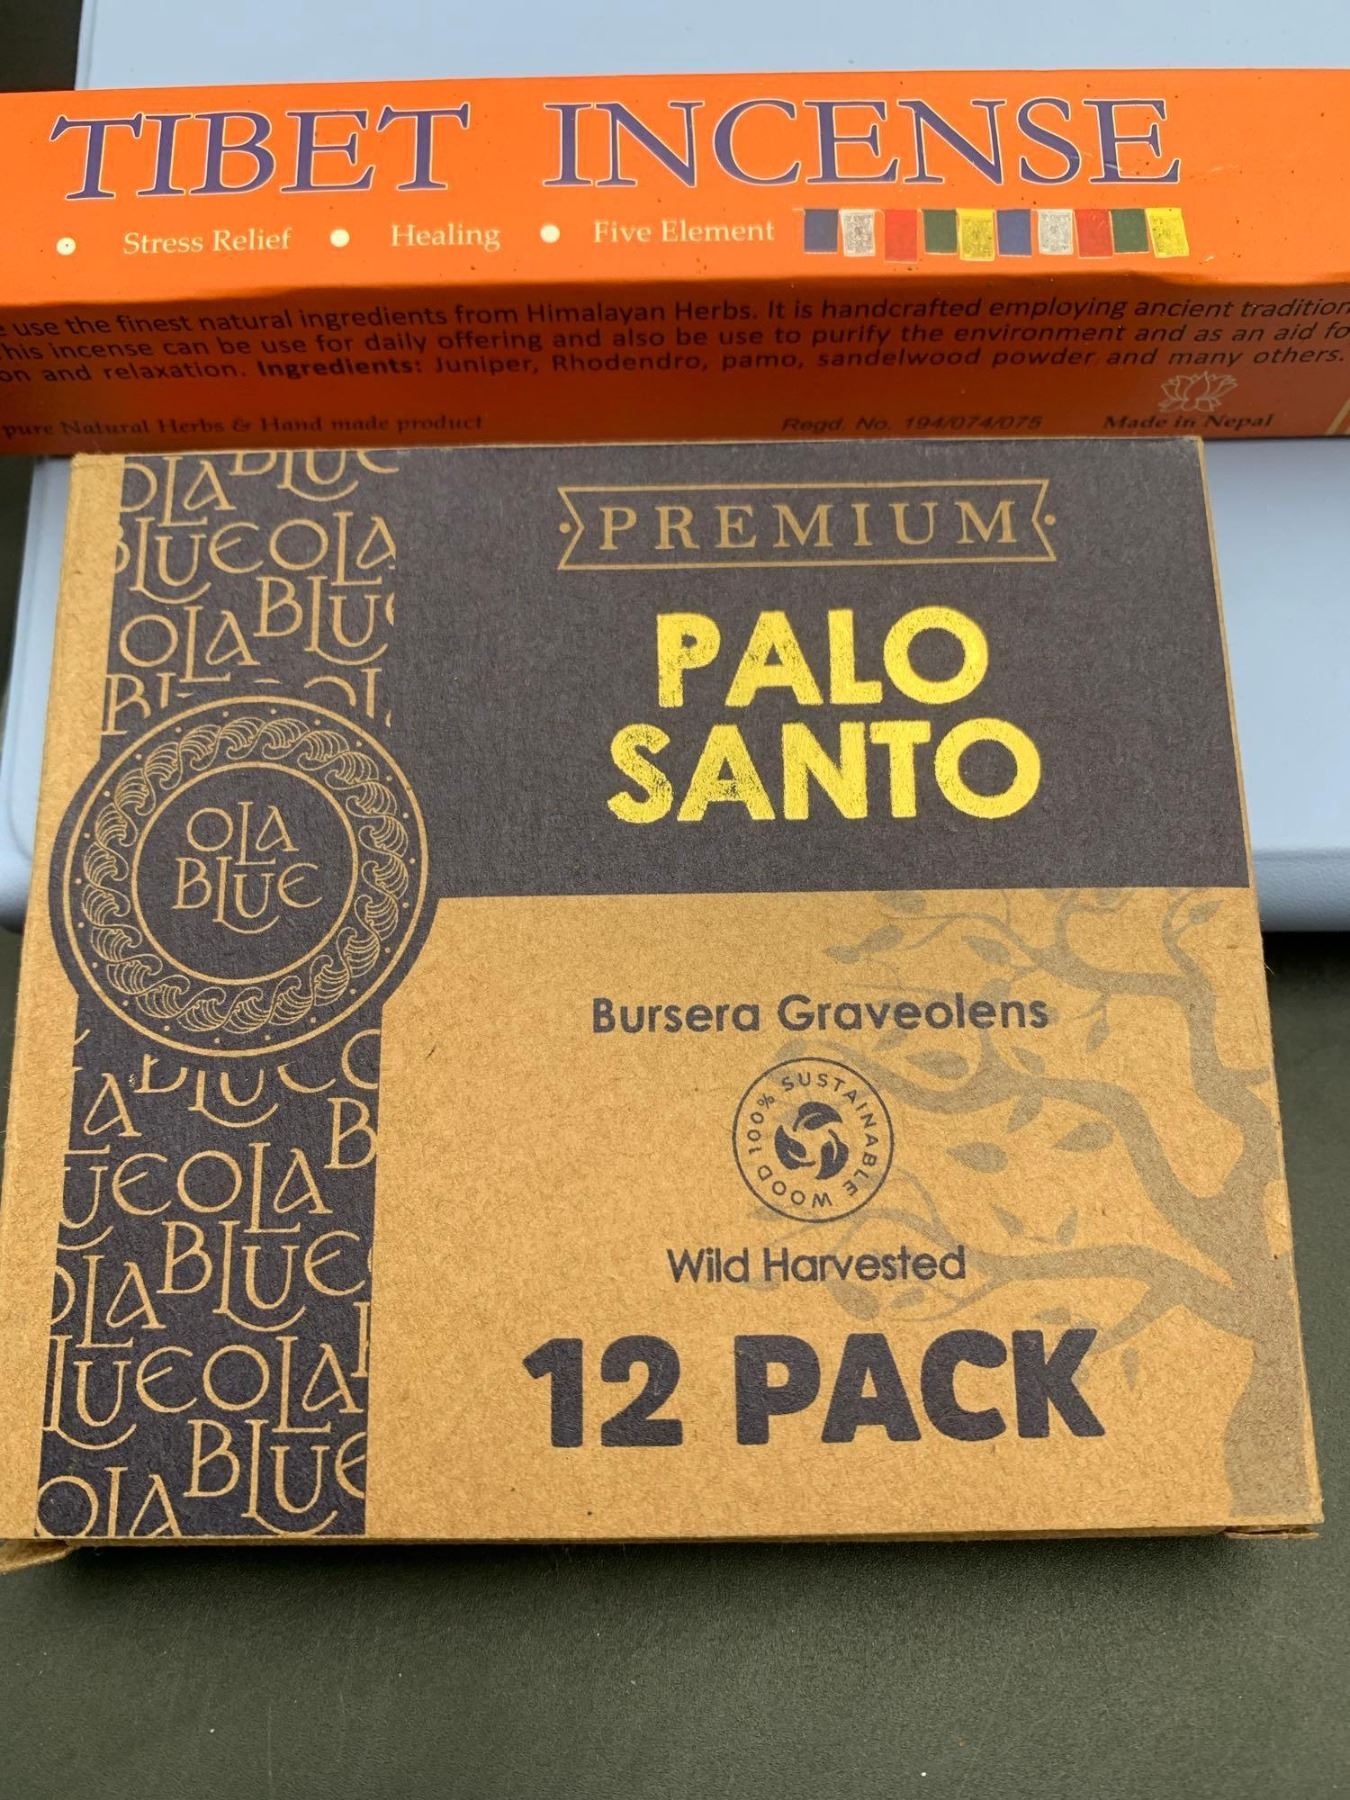 TIBET INCENSE
Stress Relief • Healing • Five Element
use the finest natural ingredients from Himalayan Herbs. It is handcrafted employing ancient tradition
his incense can be use for daily offering and also be use to purify the environment and as an aid fo
on and relaxation. Ingredients: Juniper, Rhodendro, pamo, sandelwood powder and many others.
pure Natural Herbs & Hand made product
Regd. No. 194/074/075
Made in Nepal
PREMIUM
PALO
SANTO
OLA
BLUE
Bursera Graveolens
100% SUSTAINABLE WOOD
Wild Harvested
12 PACK